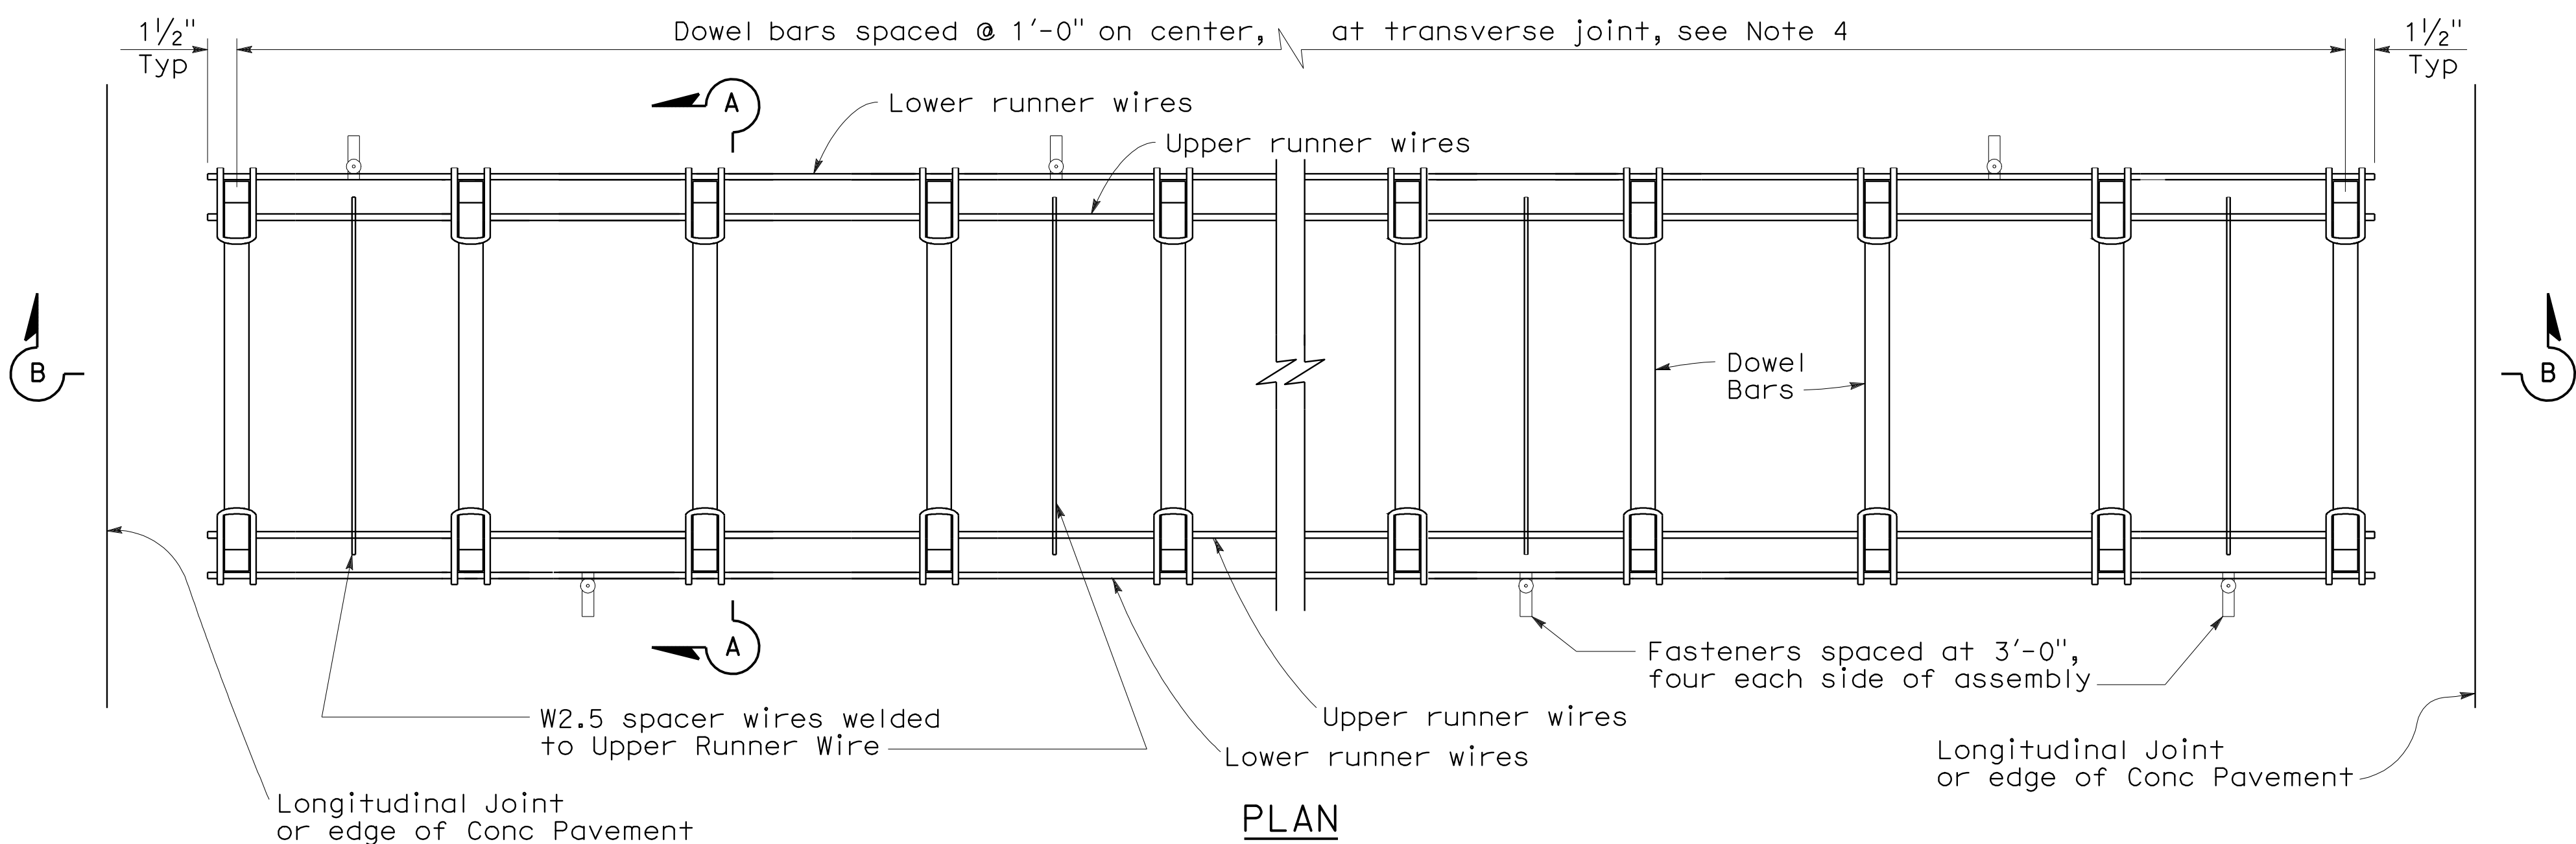 1½" Typ
Dowel bars spaced @ 1'-0" on center, at transverse joint, see Note 4
1½" Typ
A
Lower runner wires
Upper runner wires
B
Dowel
Bars
B
A
Fasteners spaced at 3'-0",
four each side of assembly
W2.5 spacer wires welded
to Upper Runner Wire
Upper runner wires
Lower runner wires
Longitudinal Joint
or edge of Conc Pavement
Longitudinal Joint
or edge of Conc Pavement
PLAN